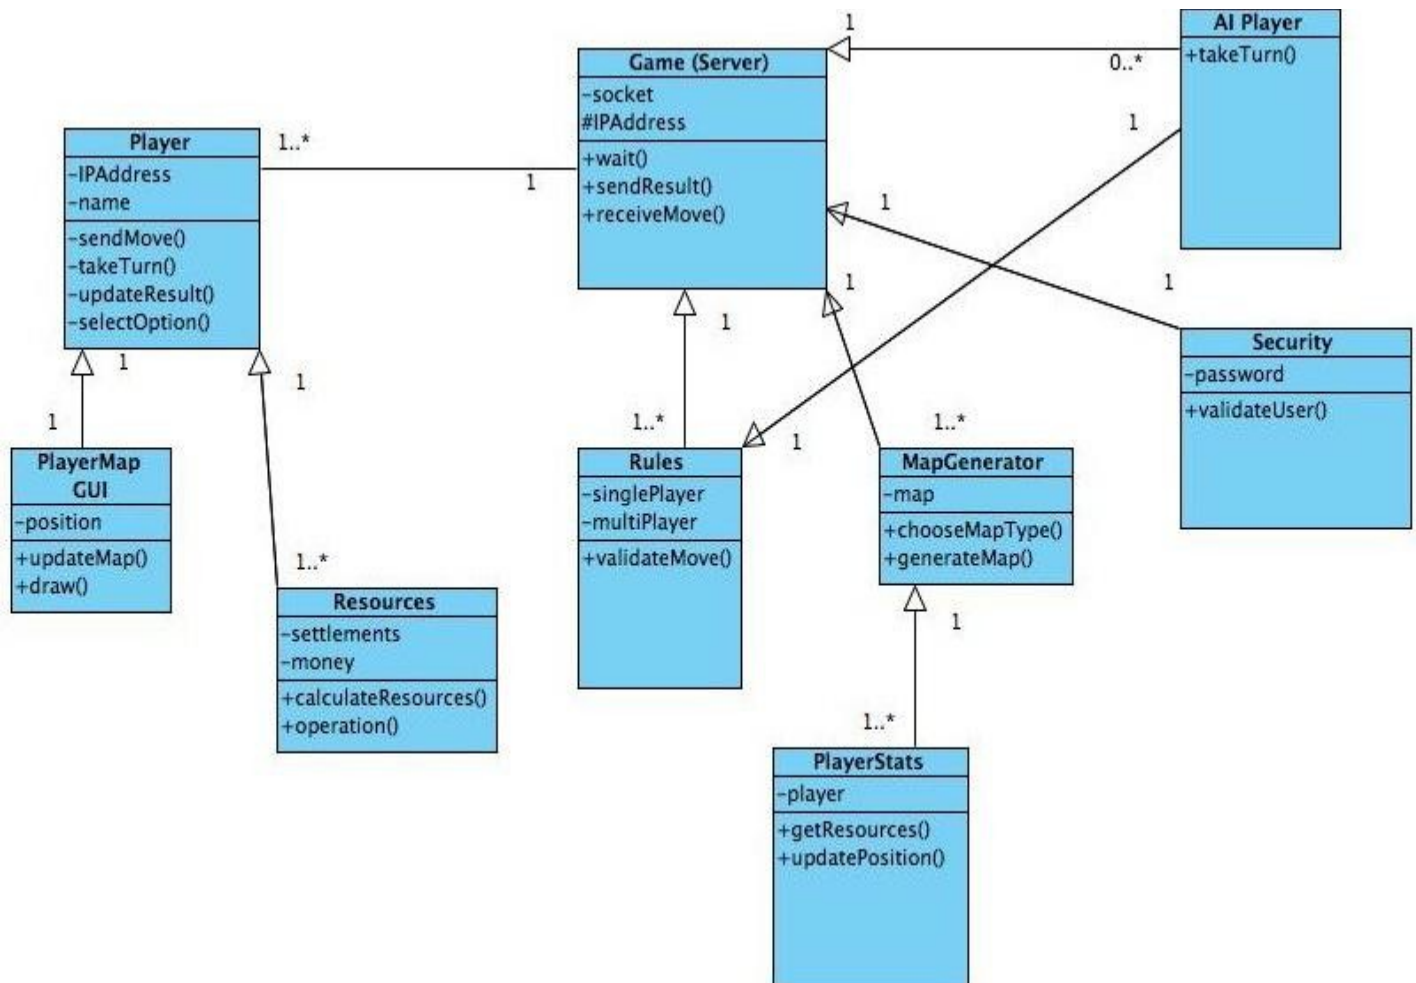 Player
-IPAddress
-name
-sendMove()
-takeTurn()
-updateResult()
-selectOption()
1..*
1
Game (Server)
-socket
#IPAddress
+wait()
+sendResult()
+receiveMove()
1
0..*
AI Player
+takeTurn()
1
1
1
1
1
Security
-password
+validateUser()
1
1
1
1
PlayerMap
GUI
-position
+updateMap()
+draw()
1..*
Resources
-settlements
-money
+calculateResources()
+operation()
1..*
Rules
-singlePlayer
-multiPlayer
+validateMove()
1
1..*
MapGenerator
-map
+chooseMapType()
+generateMap()
1
1..*
PlayerStats
-player
+getResources()
+updatePosition()